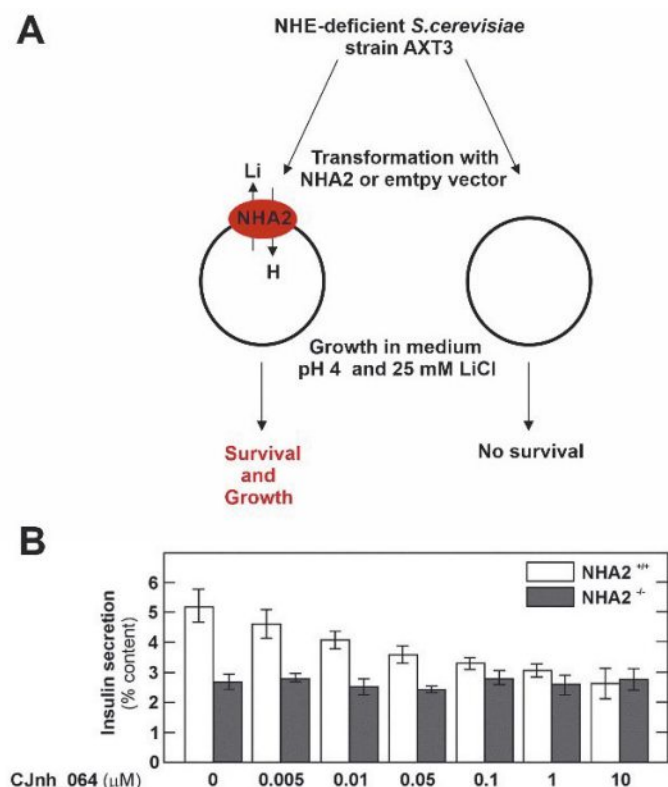 A
NHE-deficient S.cerevisiae
strain AXT3
Transformation with
NHA2 or emtpy vector
Li
NHA2
H
Growth in medium
pH 4 and 25 mM LiCl
Survival
and
Growth
No survival
B
NHA2 +/+
NHA2 -/-
Insulin secretion
(% content)
6
5
4
3
2
1
0
CJnh_064 (µM) 0 0.005 0.01 0.05 0.1 1 10